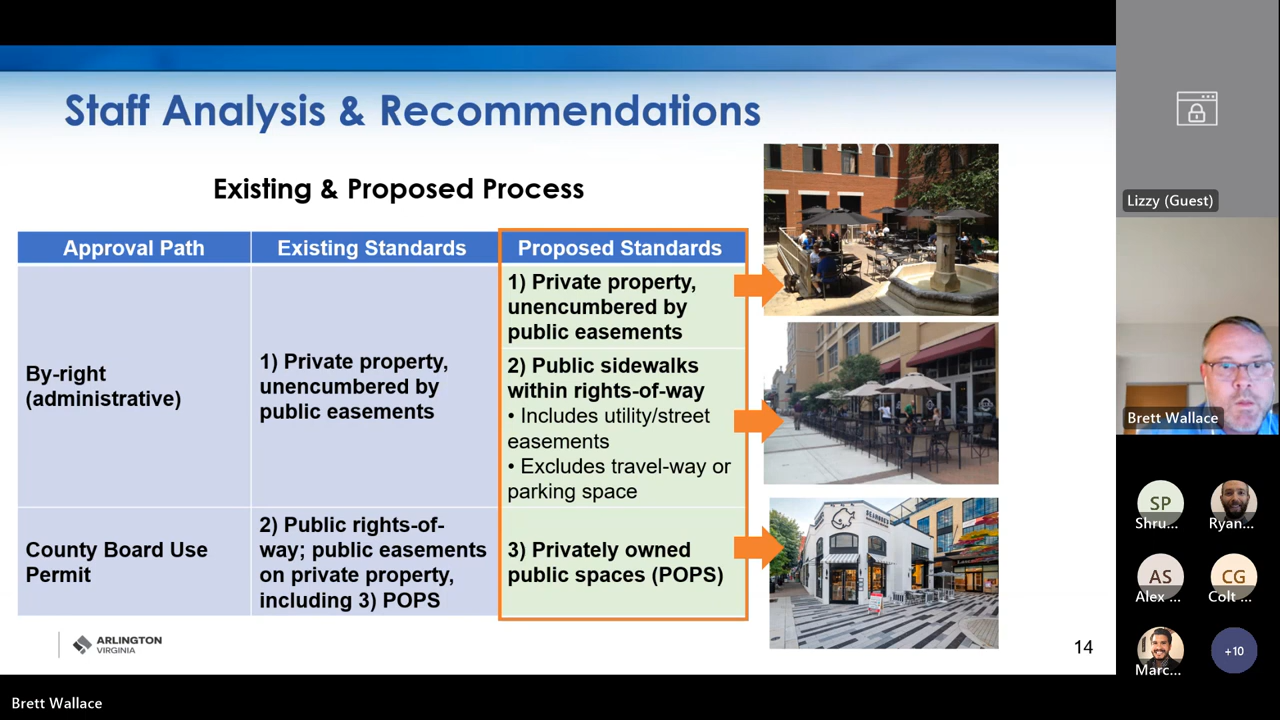 Staff Analysis & Recommendations
Existing & Proposed Process
Approval Path
Existing Standards
Proposed Standards
By-right
(administrative)
1) Private property,
unencumbered by
public easements
1) Private property,
unencumbered by
public easements
2) Public sidewalks
within rights-of-way
• Includes utility/street
easements
• Excludes travel-way or
parking space
County Board Use
Permit
2) Public rights-of-
way; public easements
on private property,
including 3) POPS
3) Privately owned
public spaces (POPS)
ARLINGTON
VIRGINIA
14
Lizzy (Guest)
Brett Wallace
SP
Shru...
Ryan...
AS
Alex ...
CG
Colt ...
Marc...
+10
Brett Wallace